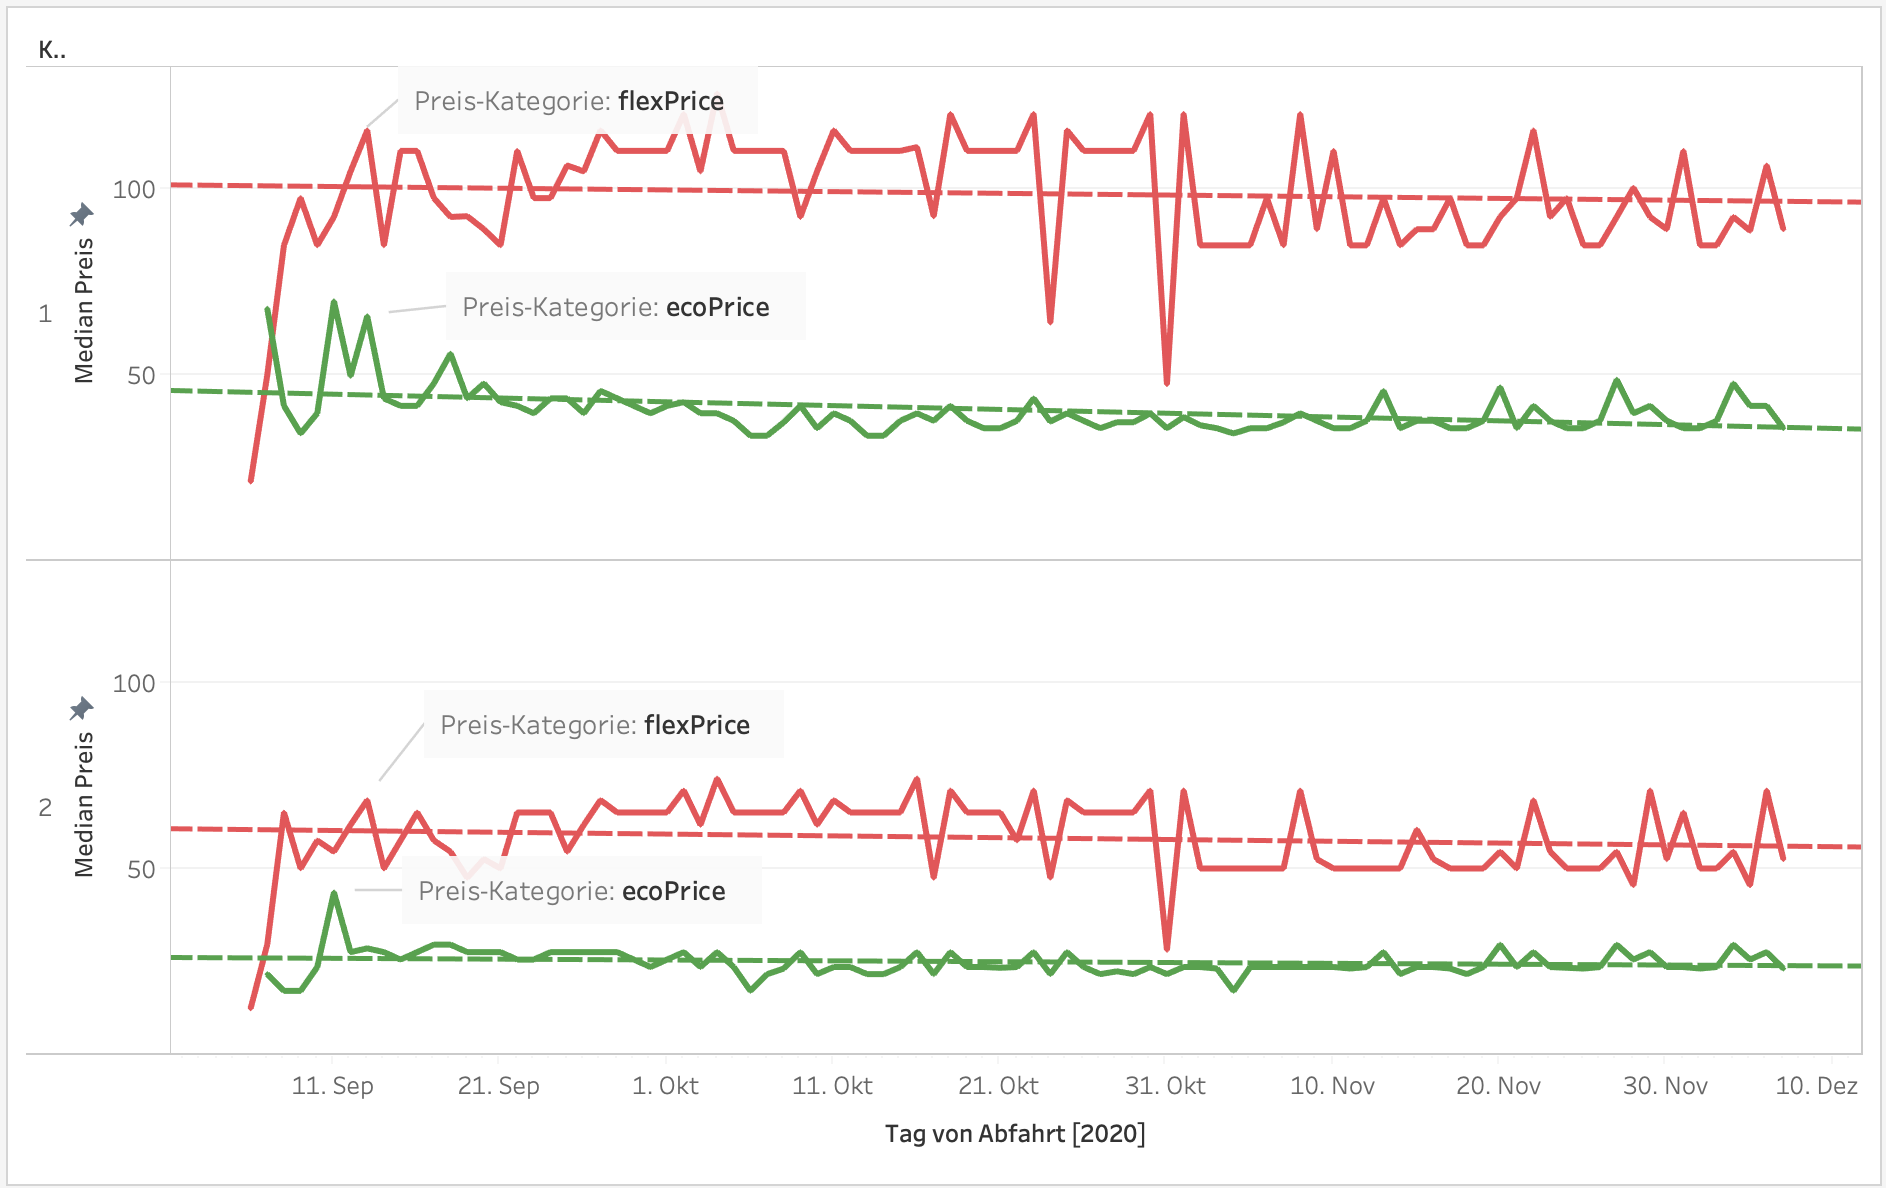 K..
Preis-Kategorie: flexPrice
100
Preis-Kategorie: ecoPrice
1
Median Preis
50
100
Preis-Kategorie: flexPrice
2
Median Preis
50
Preis-Kategorie: ecoPrice
11. Sep 21. Sep 1. Okt 11. Okt 21. Okt 31. Okt 10. Nov 20. Nov 30. Nov 10. Dez
Tag von Abfahrt [2020]